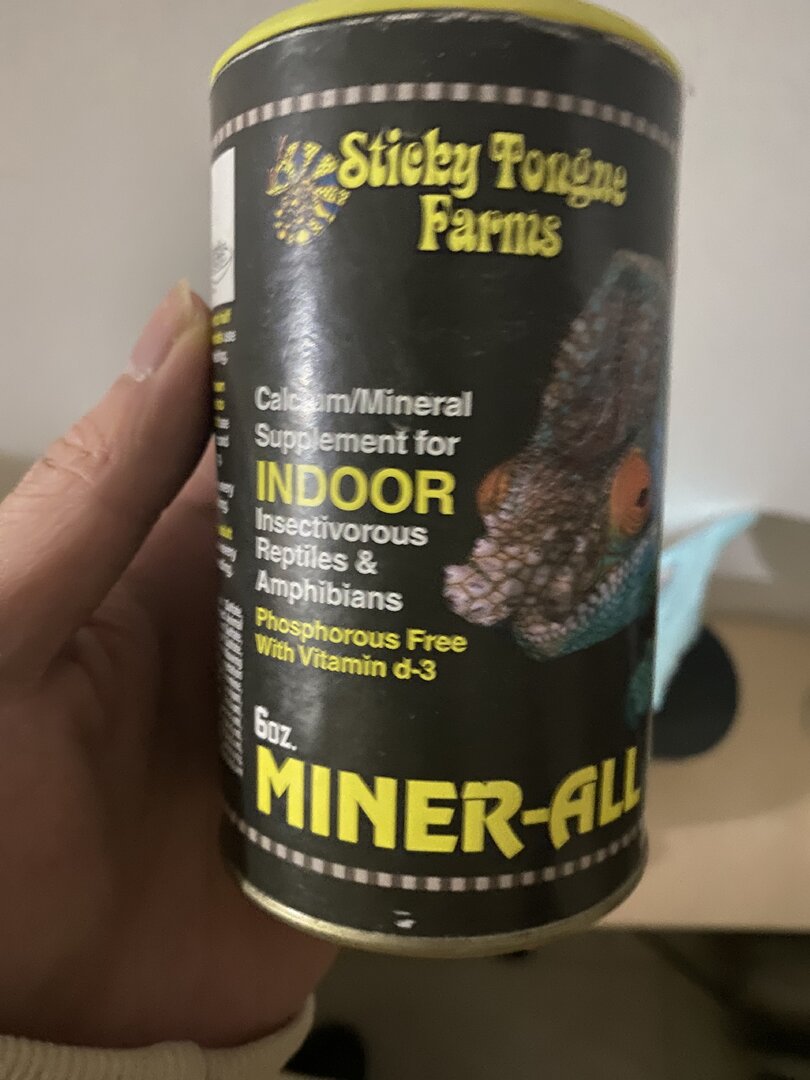 Sticky Tongue
Farms
Calcium/Mineral
Supplement for
INDOOR
Insectivorous
Reptiles &
Amphibians
Phosphorous Free
With Vitamin d-3
6oz.
MINER-ALL